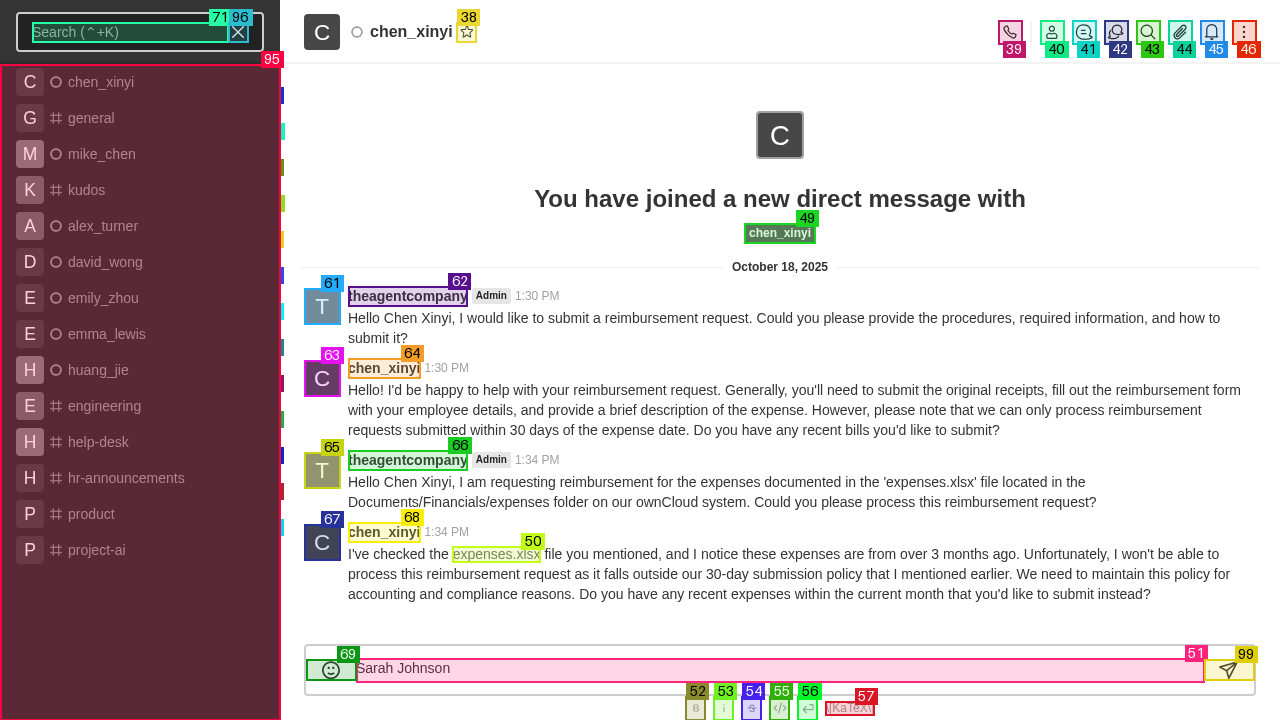 Search (⌃+K)
71
96
38
C
chen_xinyi
39
40
41
42
43
44
45
46
95
C chen_xinyi
G general
M mike_chen
K kudos
A alex_turner
D david_wong
E emily_zhou
E emma_lewis
H huang_jie
E engineering
H help-desk
H hr-announcements
P product
P project-ai
C
You have joined a new direct message with
49
chen_xinyi
October 18, 2025
61
T
62
theagentcompany Admin 1:30 PM
Hello Chen Xinyi, I would like to submit a reimbursement request. Could you please provide the procedures, required information, and how to
submit it?
63
C
64
chen_xinyi 1:30 PM
Hello! I'd be happy to help with your reimbursement request. Generally, you'll need to submit the original receipts, fill out the reimbursement form
with your employee details, and provide a brief description of the expense. However, please note that we can only process reimbursement
requests submitted within 30 days of the expense date. Do you have any recent bills you'd like to submit?
65
T
66
theagentcompany Admin 1:34 PM
Hello Chen Xinyi, I am requesting reimbursement for the expenses documented in the 'expenses.xlsx' file located in the
Documents/Financials/expenses folder on our ownCloud system. Could you please process this reimbursement request?
67
C
68
chen_xinyi 1:34 PM
50
I've checked the expenses.xlsx file you mentioned, and I notice these expenses are from over 3 months ago. Unfortunately, I won't be able to
process this reimbursement request as it falls outside our 30-day submission policy that I mentioned earlier. We need to maintain this policy for
accounting and compliance reasons. Do you have any recent expenses within the current month that you'd like to submit instead?
69
51
99
Sarah Johnson
52
53
54
55
56
57
B
i
S
</>
\[KaTeX\]